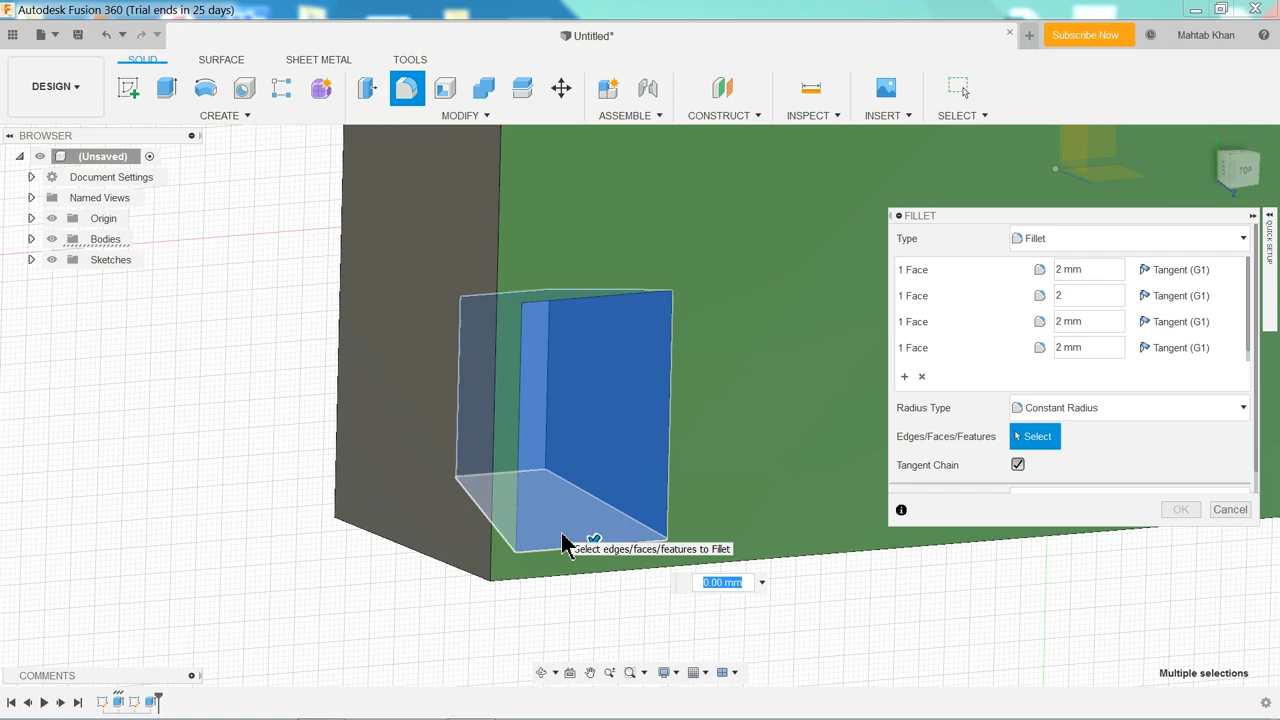 Autodesk Fusion 360 (Trial ends in 25 days)
Untitled*
Subscribe Now
Mahtab Khan
SOLID
SURFACE
SHEET METAL
TOOLS
DESIGN
CREATE
MODIFY
ASSEMBLE
CONSTRUCT
INSPECT
INSERT
SELECT
BROWSER
(Unsaved)
Document Settings
Named Views
Origin
Bodies
Sketches
TOP
Z
FILLET
QUICK SETUP
Type
Fillet
1 Face
2 mm
Tangent (G1)
1 Face
2
Tangent (G1)
1 Face
2 mm
Tangent (G1)
1 Face
2 mm
Tangent (G1)
Radius Type
Constant Radius
Edges/Faces/Features
Select
Tangent Chain
OK
Cancel
Select edges/faces/features to Fillet
0.00 mm
COMMENTS
Multiple selections